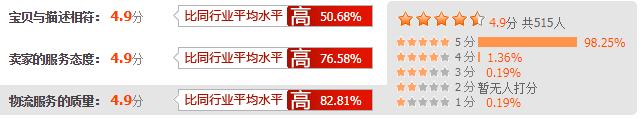 宝贝与描述相符: 4.9分 比同行业平均水平 高 50.68%
卖家的服务态度: 4.9分 比同行业平均水平 高 76.58%
物流服务的质量: 4.9分 比同行业平均水平 高 82.81%
4.9分 共515人
5分 98.25%
4分 1.36%
3分 0.19%
2分 暂无人打分
1分 0.19%